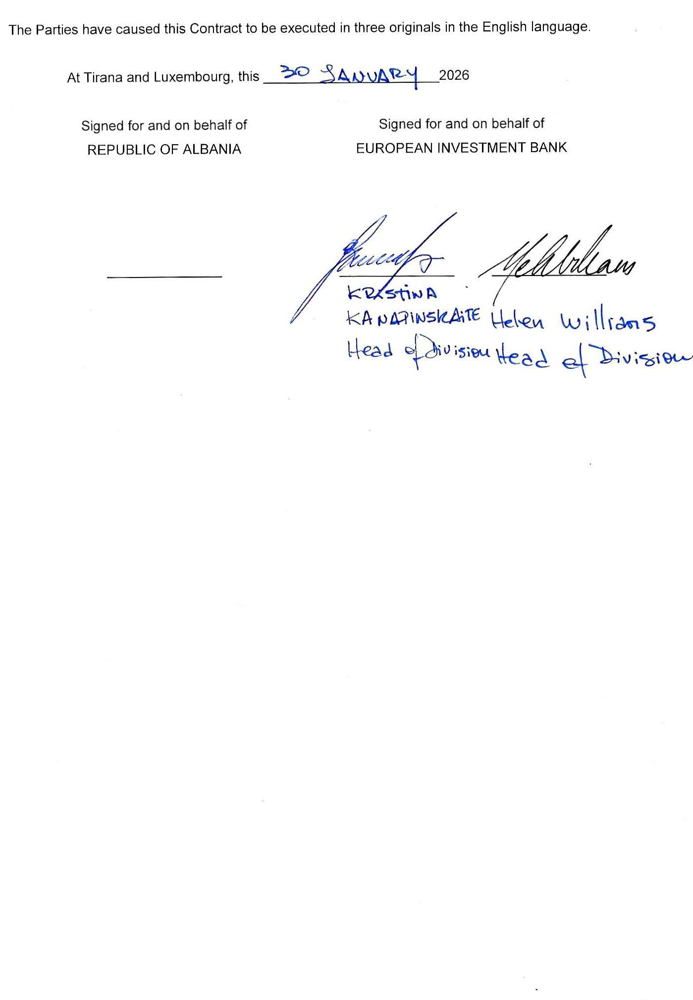 The Parties have caused this Contract to be executed in three originals in the English language.
At Tirana and Luxembourg, this 30 JANUARY 2026
Signed for and on behalf of
REPUBLIC OF ALBANIA
Signed for and on behalf of
EUROPEAN INVESTMENT BANK
KRISTINA
KANAPINSKAITE
Head of Division
Helen Williams
Head of Division